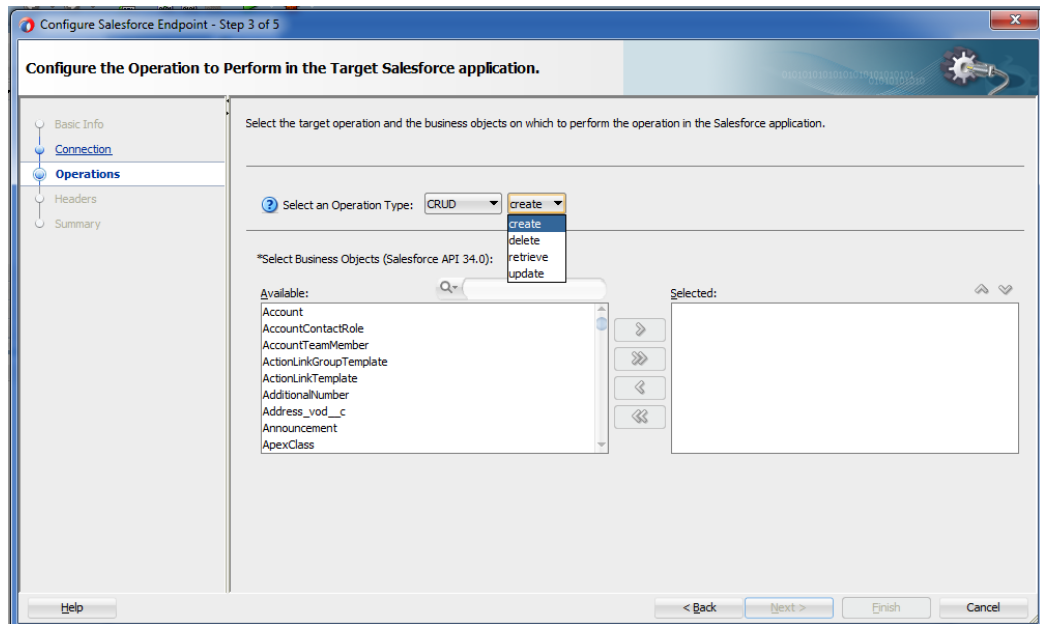 Configure Salesforce Endpoint - Step 3 of 5
Configure the Operation to Perform in the Target Salesforce application.
Basic Info
Connection
Operations
Headers
Summary
Select the target operation and the business objects on which to perform the operation in the Salesforce application.
Select an Operation Type: CRUD create
create
delete
retrieve
update
*Select Business Objects (Salesforce API 34.0):
Available:
Selected:
Account
AccountContactRole
AccountTeamMember
ActionLinkGroupTemplate
ActionLinkTemplate
AdditionalNumber
Address_vod__c
Announcement
ApexClass
Help
< Back Next > Finish Cancel